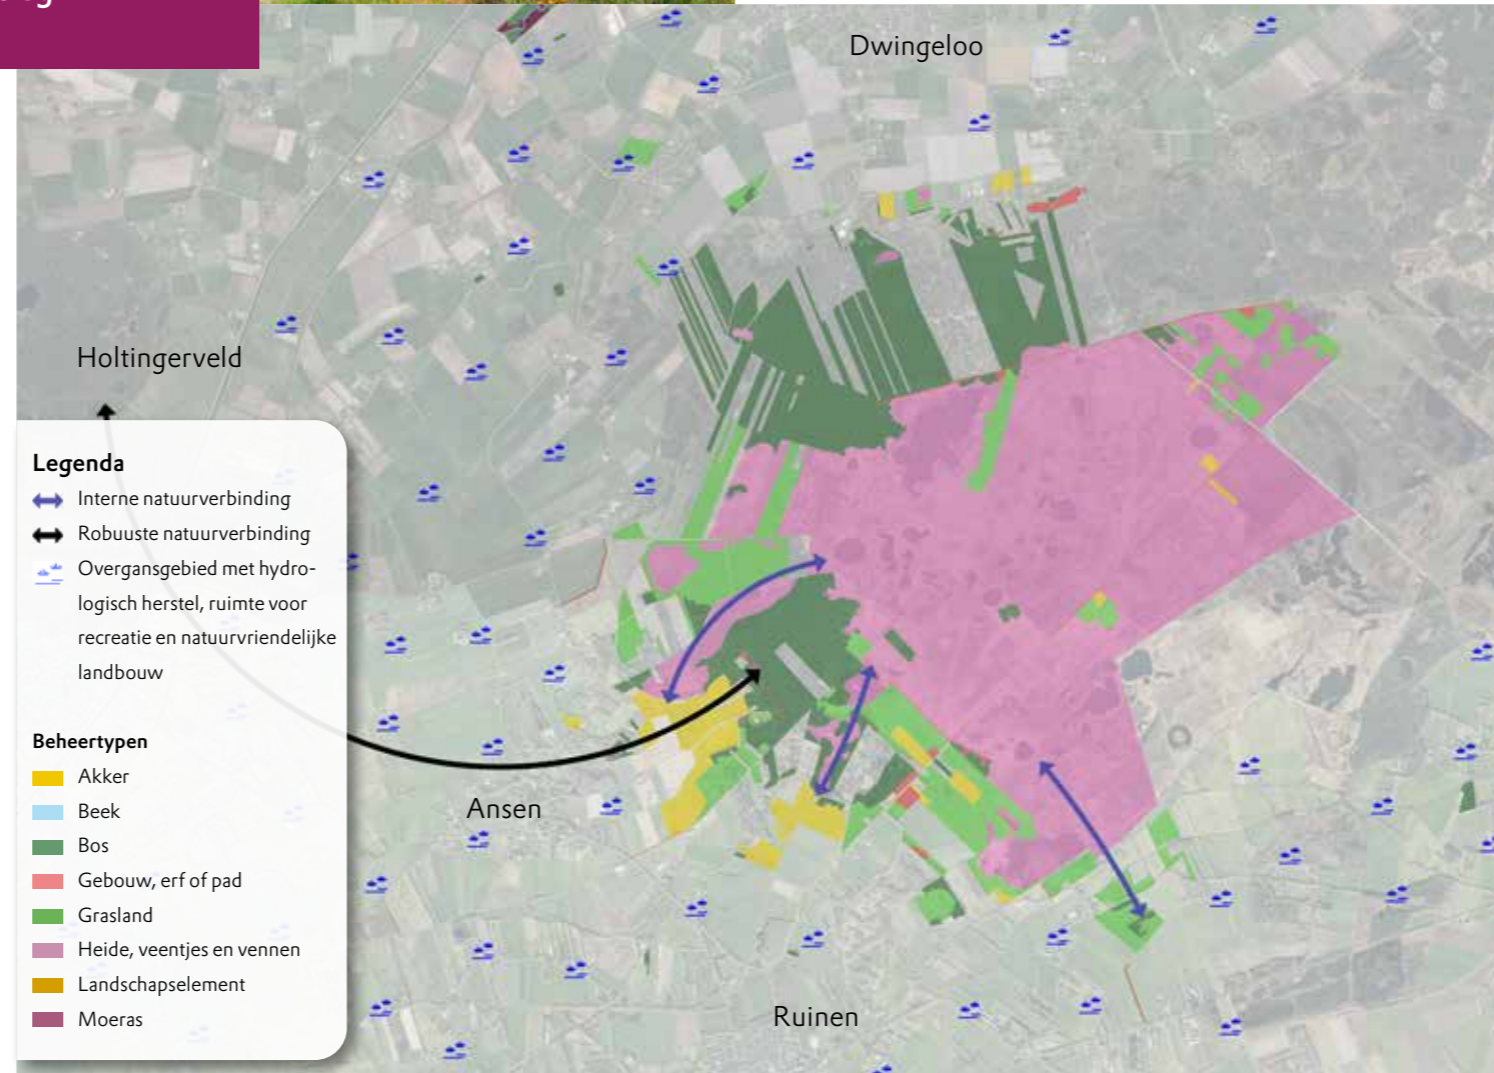 Dwingeloo
Holtingerveld
Legenda
Interne natuurverbinding
Robuuste natuurverbinding
Overgansgebied met hydro-
logisch herstel, ruimte voor
recreatie en natuurvriendelijke
landbouw
Beheertypen
Akker
Beek
Bos
Gebouw, erf of pad
Grasland
Heide, veentjes en vennen
Landschapselement
Moeras
Ansen
Ruinen